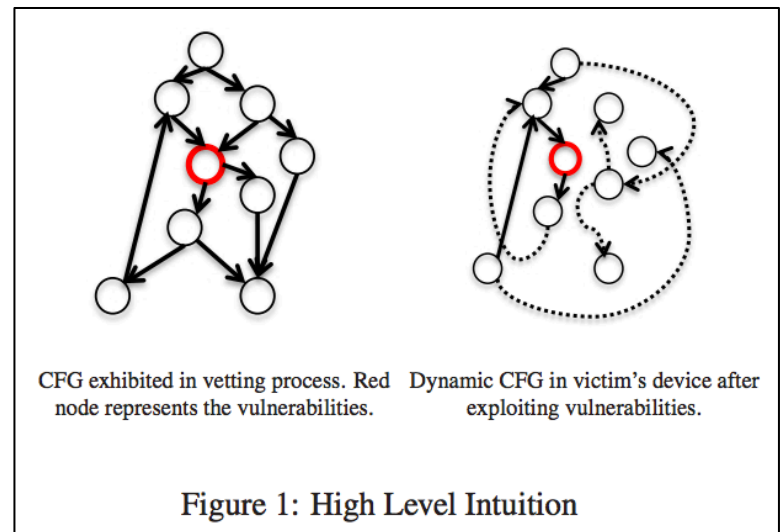 CFG exhibited in vetting process. Red
node represents the vulnerabilities.
Dynamic CFG in victim's device after
exploiting vulnerabilities.
Figure 1: High Level Intuition